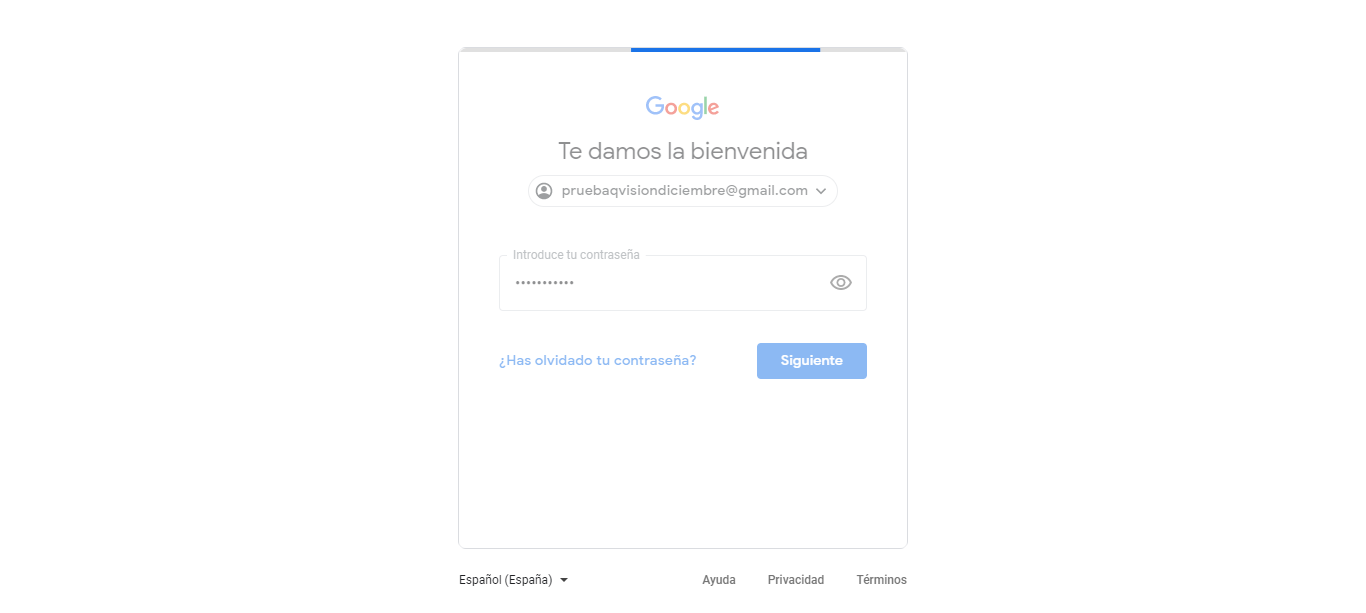 Google
Te damos la bienvenida
pruebaqvisiondiciembre@gmail.com
Introduce tu contraseña
•••••••••••
¿Has olvidado tu contraseña? Siguiente
Español (España) Ayuda Privacidad Términos